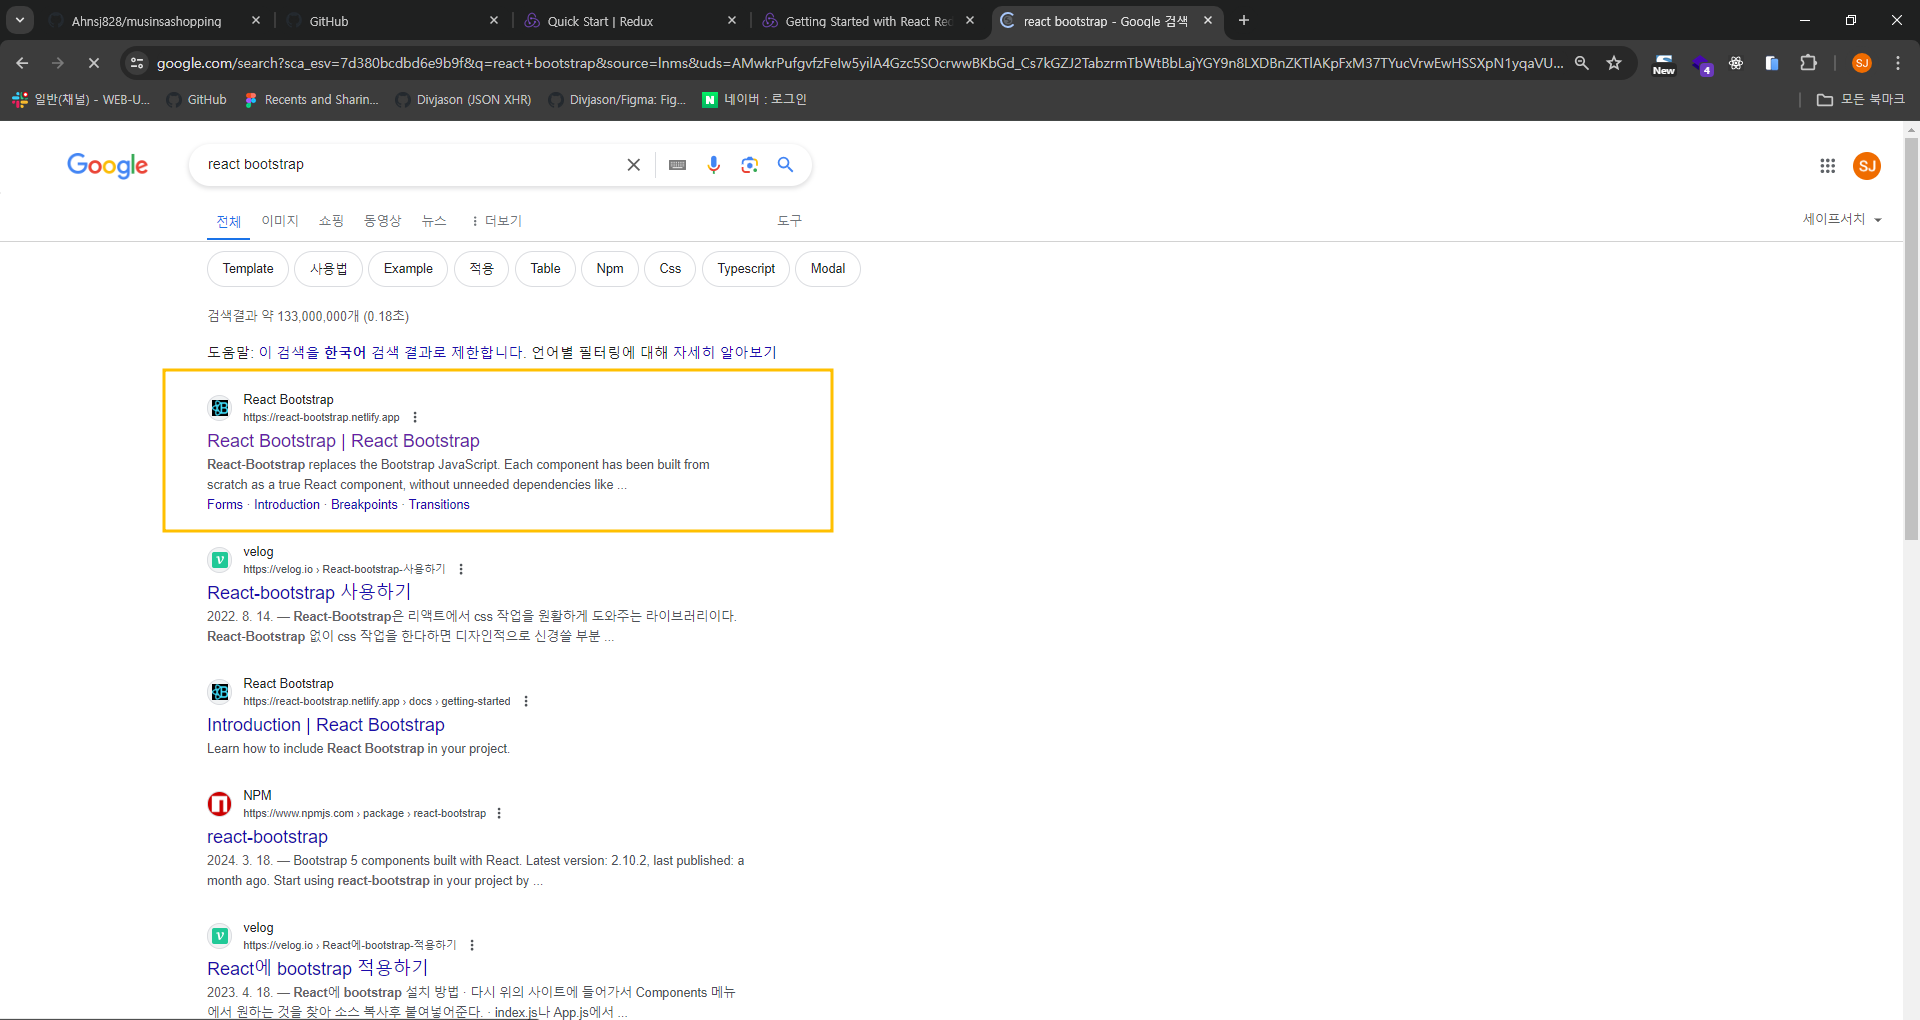 Ahnsj828/musinsashopping
GitHub
Quick Start | Redux
Getting Started with React Red
react bootstrap - Google 검색
google.com/search?sca_esv=7d380bcdbd6e9b9f&q=react+bootstrap&source=lnms&uds=AMwkrPufgvfzFeIw5yilA4Gzc5SOcrwwBKbGd_Cs7kGZJ2TabzrmTbWtBbLajYGY9n8LXDBnZKTlAKpFxM37TYucVrwEwHSSXpN1yqaVU...
New
4
SJ
일반(채널) - WEB-U...
GitHub
Recents and Sharin...
Divjason (JSON XHR)
Divjason/Figma: Fig...
N 네이버 : 로그인
모든 북마크
Google
react bootstrap
SJ
전체
이미지
쇼핑
동영상
뉴스
더보기
도구
세이프서치
Template
사용법
Example
적용
Table
Npm
Css
Typescript
Modal
검색결과 약 133,000,000개 (0.18초)
도움말: 이 검색을 한국어 검색 결과로 제한합니다. 언어별 필터링에 대해 자세히 알아보기
React Bootstrap
https://react-bootstrap.netlify.app
React Bootstrap | React Bootstrap
React-Bootstrap replaces the Bootstrap JavaScript. Each component has been built from
scratch as a true React component, without unneeded dependencies like ...
Forms · Introduction · Breakpoints · Transitions
velog
https://velog.io › React-bootstrap-사용하기
React-bootstrap 사용하기
2022. 8. 14. — React-Bootstrap은 리액트에서 css 작업을 원활하게 도와주는 라이브러리이다.
React-Bootstrap 없이 css 작업을 한다하면 디자인적으로 신경쓸 부분 ...
React Bootstrap
https://react-bootstrap.netlify.app › docs › getting-started
Introduction | React Bootstrap
Learn how to include React Bootstrap in your project.
NPM
https://www.npmjs.com › package › react-bootstrap
react-bootstrap
2024. 3. 18. — Bootstrap 5 components built with React. Latest version: 2.10.2, last published: a
month ago. Start using react-bootstrap in your project by ...
velog
https://velog.io › React에-bootstrap-적용하기
React에 bootstrap 적용하기
2023. 4. 18. — React에 bootstrap 설치 방법 · 다시 위의 사이트에 들어가서 Components 메뉴
에서 원하는 것을 찾아 소스 복사후 붙여넣어준다. · index.js나 App.js에서 ...